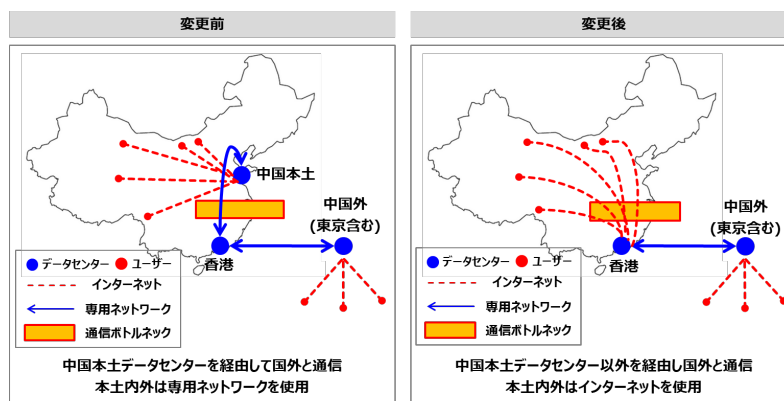 変更前
中国本土
中国外
(東京含む)
香港
データセンター ユーザー
インターネット
専用ネットワーク
通信ボトルネック
中国本土データセンターを経由して国外と通信
本土内外は専用ネットワークを使用
変更後
中国外
(東京含む)
香港
データセンター ユーザー
インターネット
専用ネットワーク
通信ボトルネック
中国本土データセンター以外を経由し国外と通信
本土内外はインターネットを使用